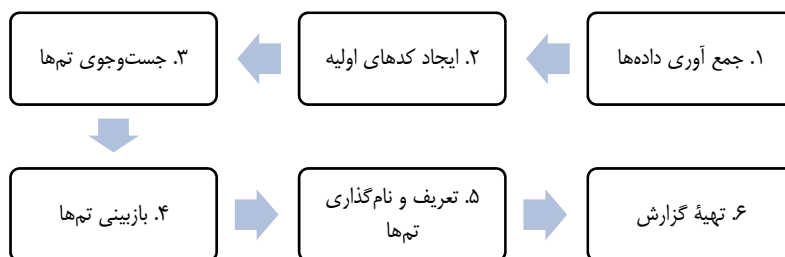 ۱. جمع آوری داده‌ها
۲. ایجاد کدهای اولیه
۳. جست‌وجوی تم‌ها
۴. بازبینی تم‌ها
۵. تعریف و نام‌گذاری
تم‌ها
۶. تهیهٔ گزارش